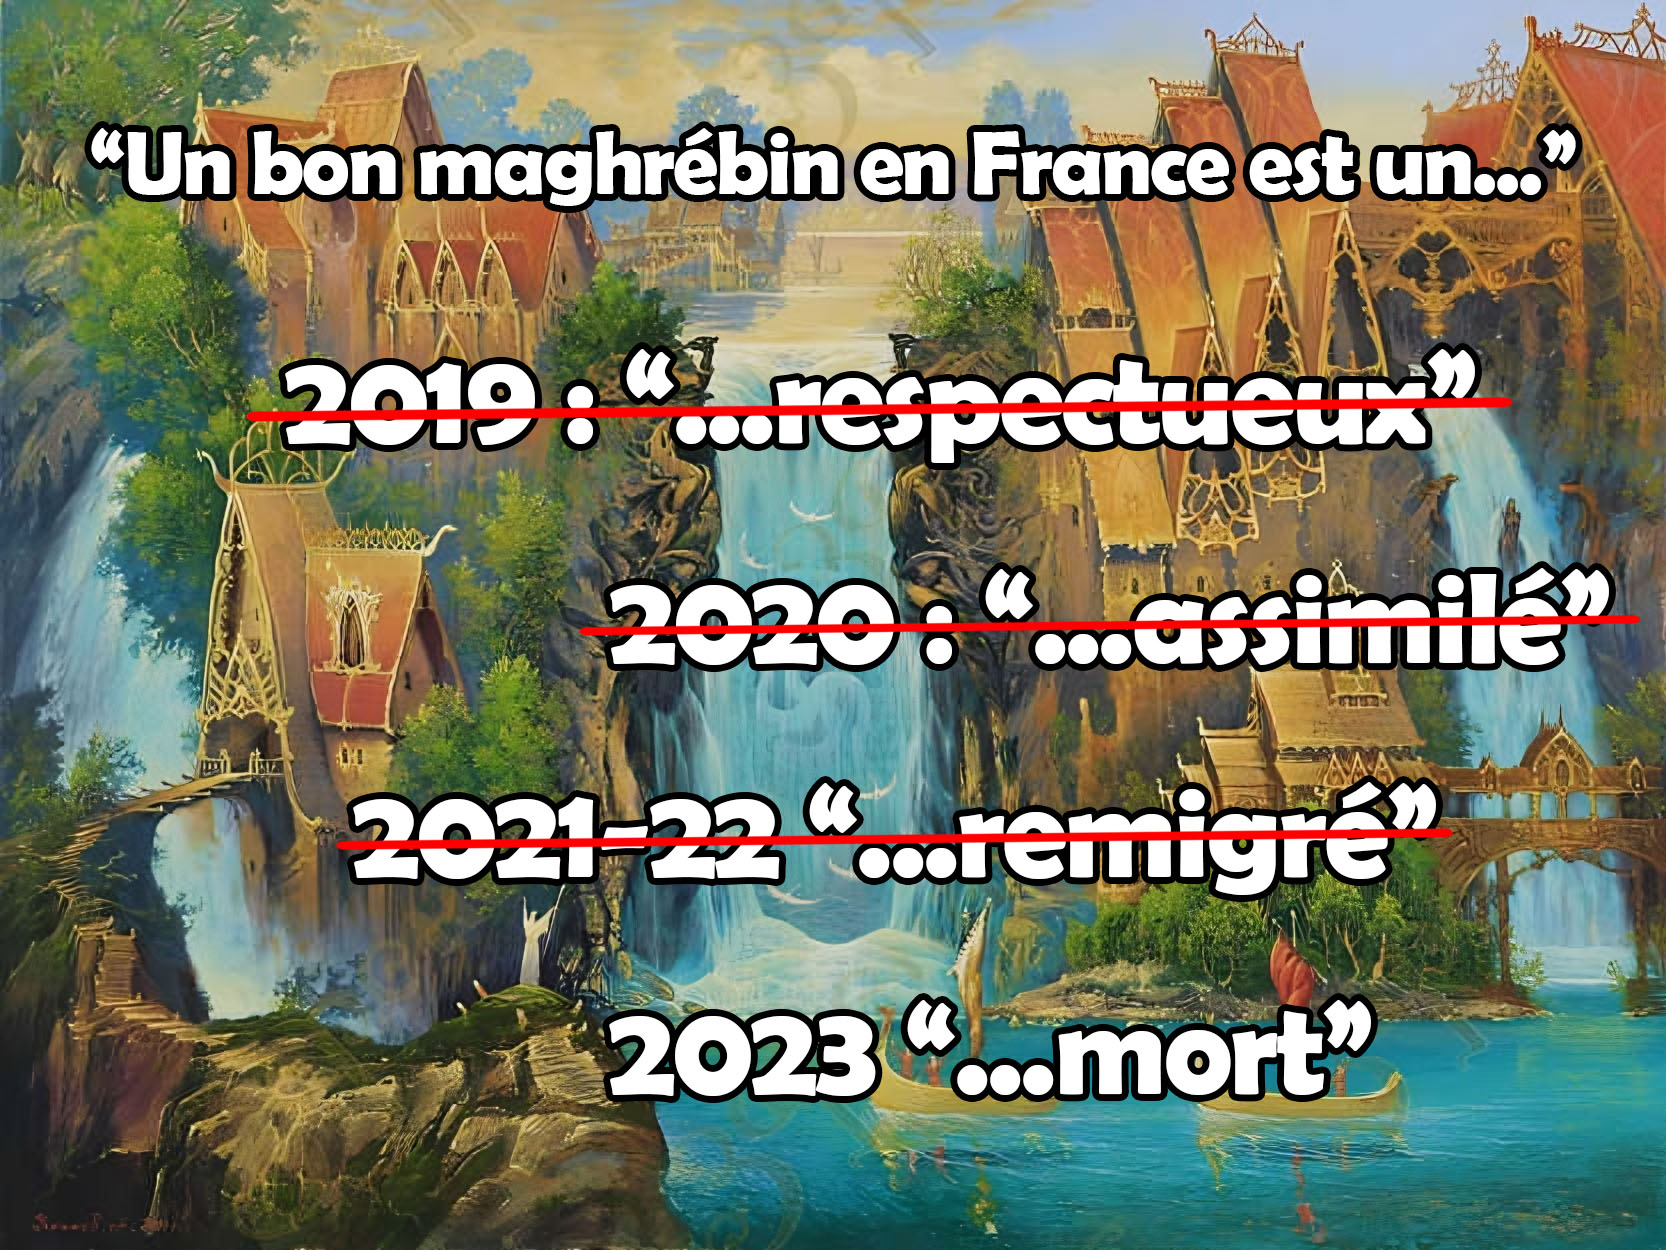 “Un bon maghrébin en France est un...”
2019 : “...respectueux”
2020 : “...assimilé”
2021-22 “...remigré”
2023 “...mort”